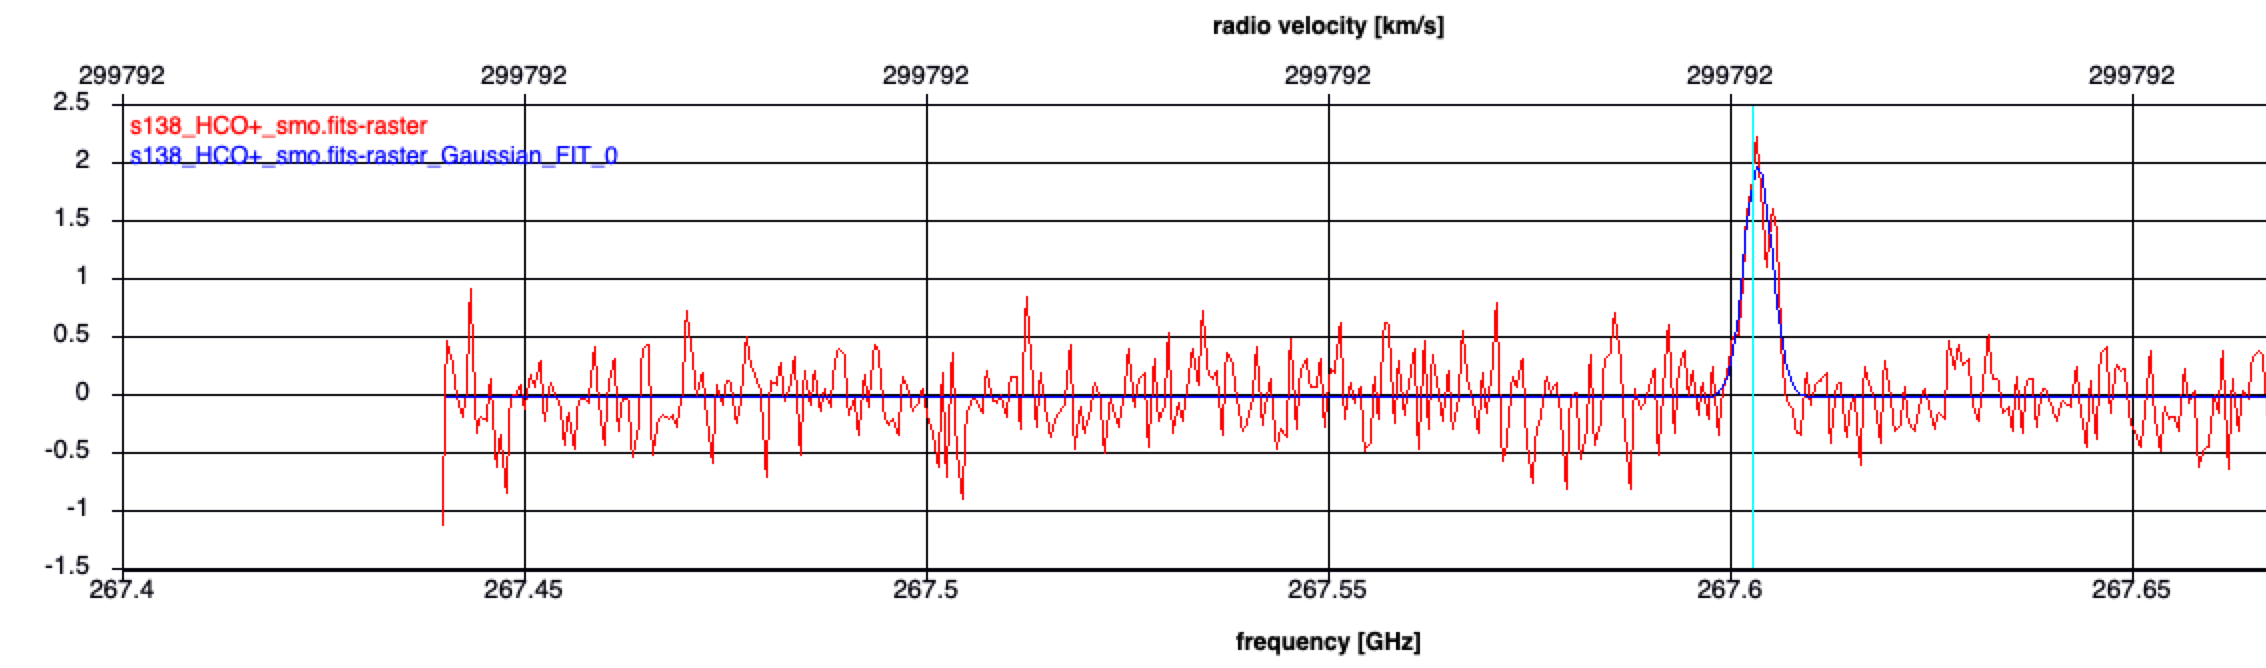 radio velocity [km/s]
299792 299792 299792 299792 299792 299792
2.5
s138_HCO+_smo.fits-raster
s138_HCO+_smo.fits-raster_Gaussian_FIT_0
2
1.5
1
0.5
0
-0.5
-1
-1.5
267.4 267.45 267.5 267.55 267.6 267.65
frequency [GHz]